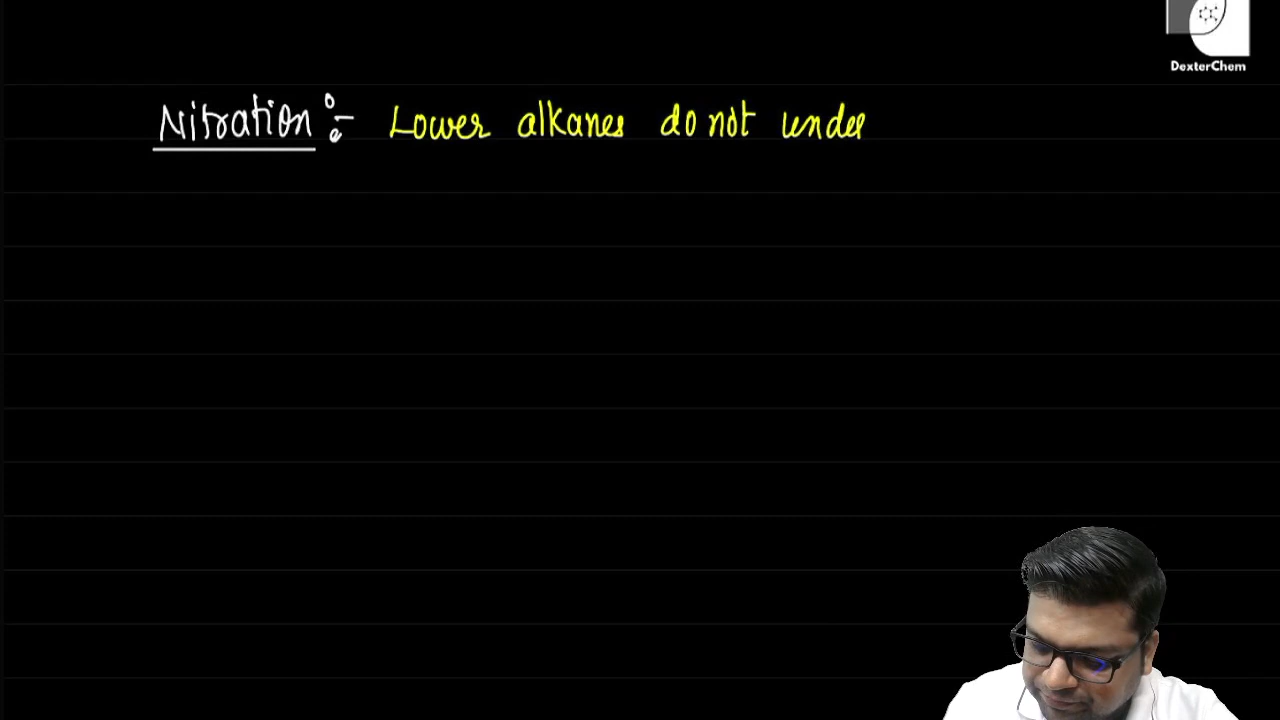 DexterChem
Nitration :- Lower alkanes do not under